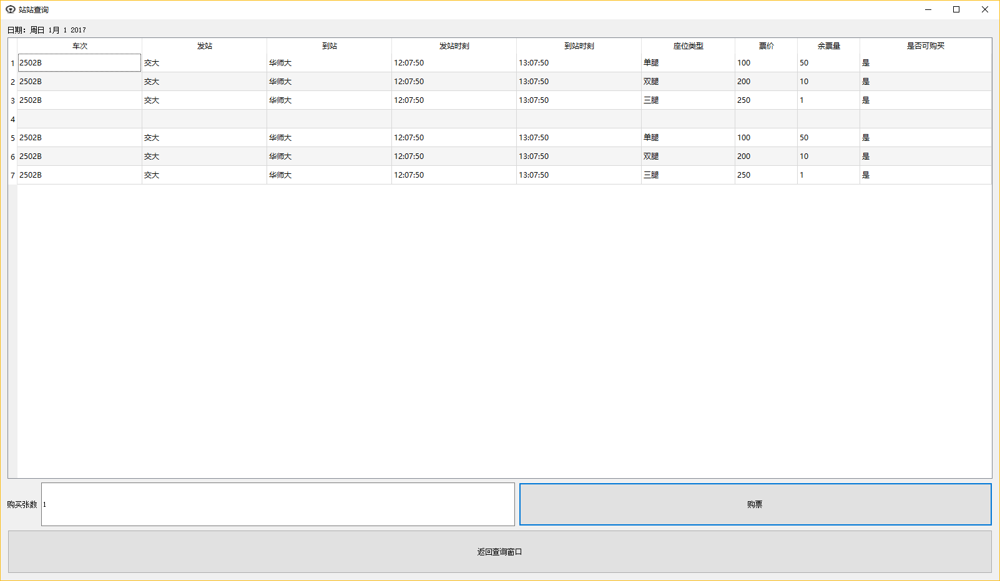 站站查询
日期：周日 1月 1 2017
车次 发站 到站 发站时刻 到站时刻 座位类型 票价 余票量 是否可购买
1 2502B 交大 华师大 12:07:50 13:07:50 单腿 100 50 是
2 2502B 交大 华师大 12:07:50 13:07:50 双腿 200 10 是
3 2502B 交大 华师大 12:07:50 13:07:50 三腿 250 1 是
4
5 2502B 交大 华师大 12:07:50 13:07:50 单腿 100 50 是
6 2502B 交大 华师大 12:07:50 13:07:50 双腿 200 10 是
7 2502B 交大 华师大 12:07:50 13:07:50 三腿 250 1 是
购买张数 1 购票
返回查询窗口